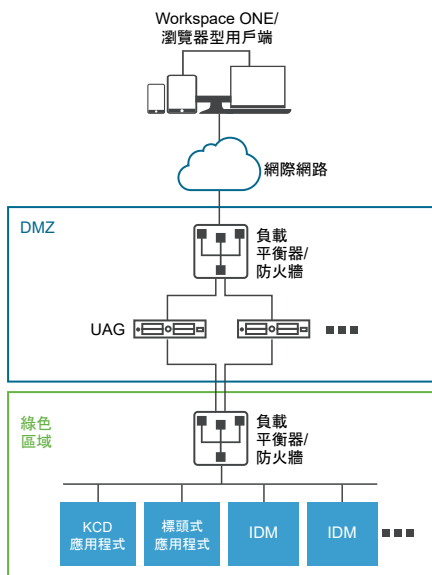 Workspace ONE/
瀏覽器型用戶端
網際網路
DMZ
負載
平衡器/
防火牆
UAG
綠色
區域
負載
平衡器/
防火牆
KCD
應用程式
標頭式
應用程式
IDM
IDM